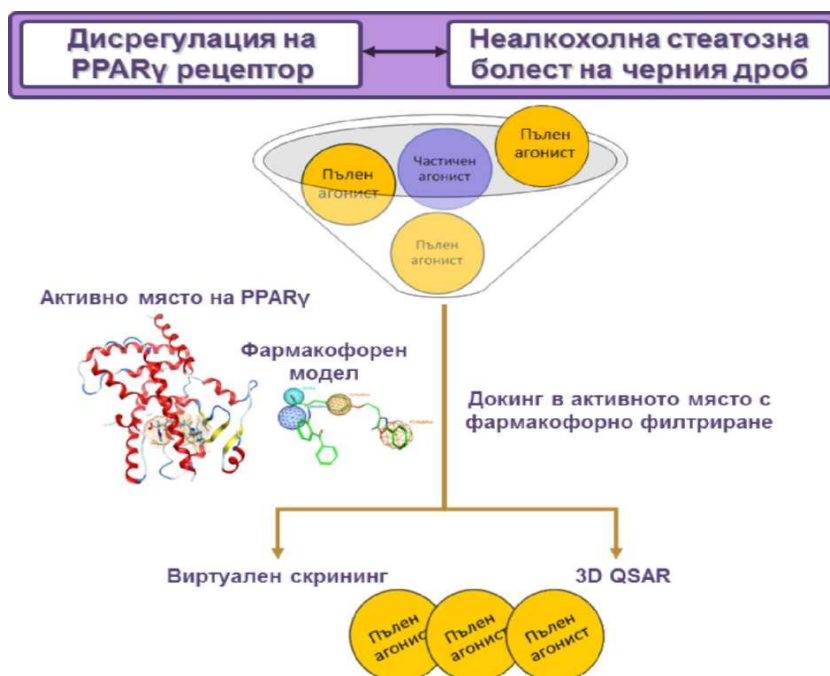 Дисрегулация на
PPARγ рецептор
Неалкохолна стеатозна
болест на черния дроб
Пълен
агонист
Частичен
агонист
Пълен
агонист
Пълен
агонист
Активно място на PPARγ
Фармакофорен
модел
Докинг в активното място с
фармакофорно филтриране
Виртуален скрининг
3D QSAR
Пълен
агонист
Пълен
агонист
Пълен
агонист